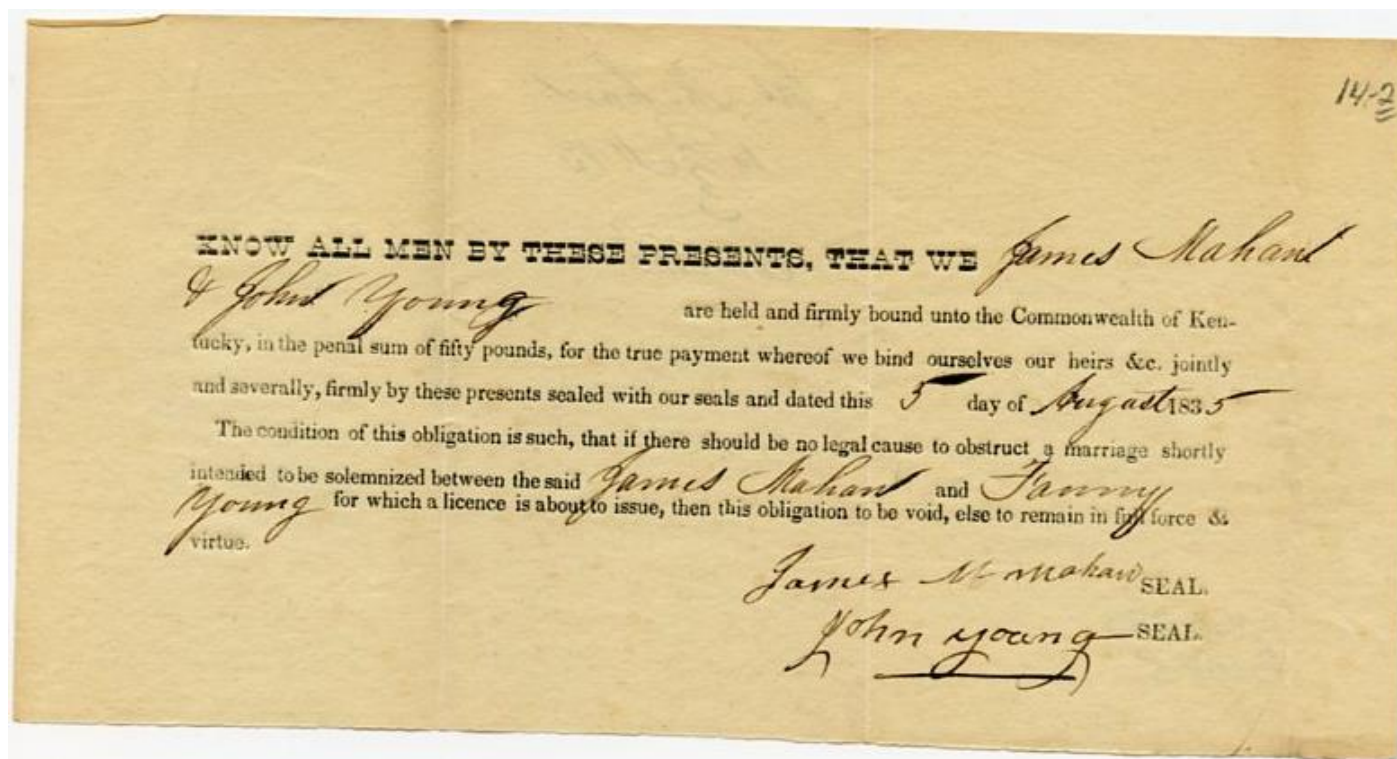 14-2
KNOW ALL MEN BY THESE PRESENTS, THAT WE James Mahan
& John Young are held and firmly bound unto the Commonwealth of Ken-
tucky, in the penal sum of fifty pounds, for the true payment whereof we bind ourselves our heirs &c. jointly
and severally, firmly by these presents sealed with our seals and dated this 5 day of August 1835
The condition of this obligation is such, that if there should be no legal cause to obstruct a marriage shortly
intended to be solemnized between the said James Mahan and Fanny
Young for which a licence is about to issue, then this obligation to be void, else to remain in full force &
virtue.
James M Mahan SEAL.
John Young SEAL.